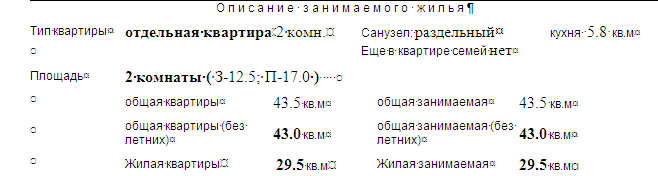 Описание занимаемого жилья¶
Тип квартиры¤ отдельная квартира¤ 2 комн.¤ Санузел: раздельный¤ кухня· 5.8 кв.м¤
¤ Еще в квартире семей нет¤
Площадь¤ 2 комнаты ( З-12.5; П-17.0 )·····¤
¤ общая квартиры¤ 43.5 кв.м¤ общая занимаемая¤ 43.5 кв.м¤
¤ общая квартиры (без летних)¤ 43.0 кв.м¤ общая занимаемая (без летних)¤ 43.0 кв.м¤
¤ Жилая квартиры¤ 29.5 кв.м¤ Жилая занимаемая¤ 29.5 кв.м¤